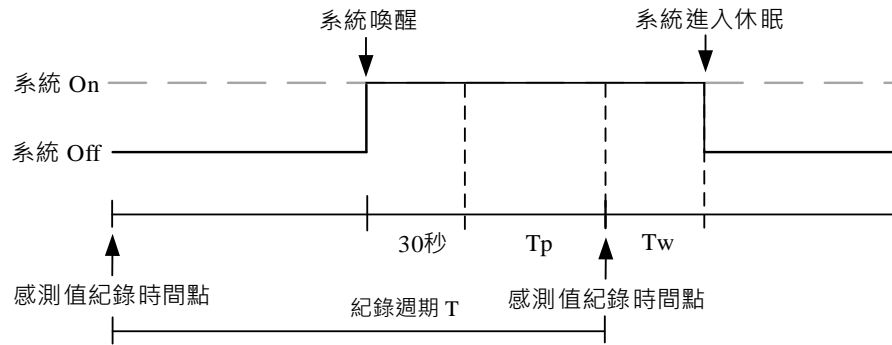 系統喚醒
系統進入休眠
系統 On
系統 Off
30秒
Tp
Tw
感測值紀錄時間點
紀錄週期 T
感測值紀錄時間點